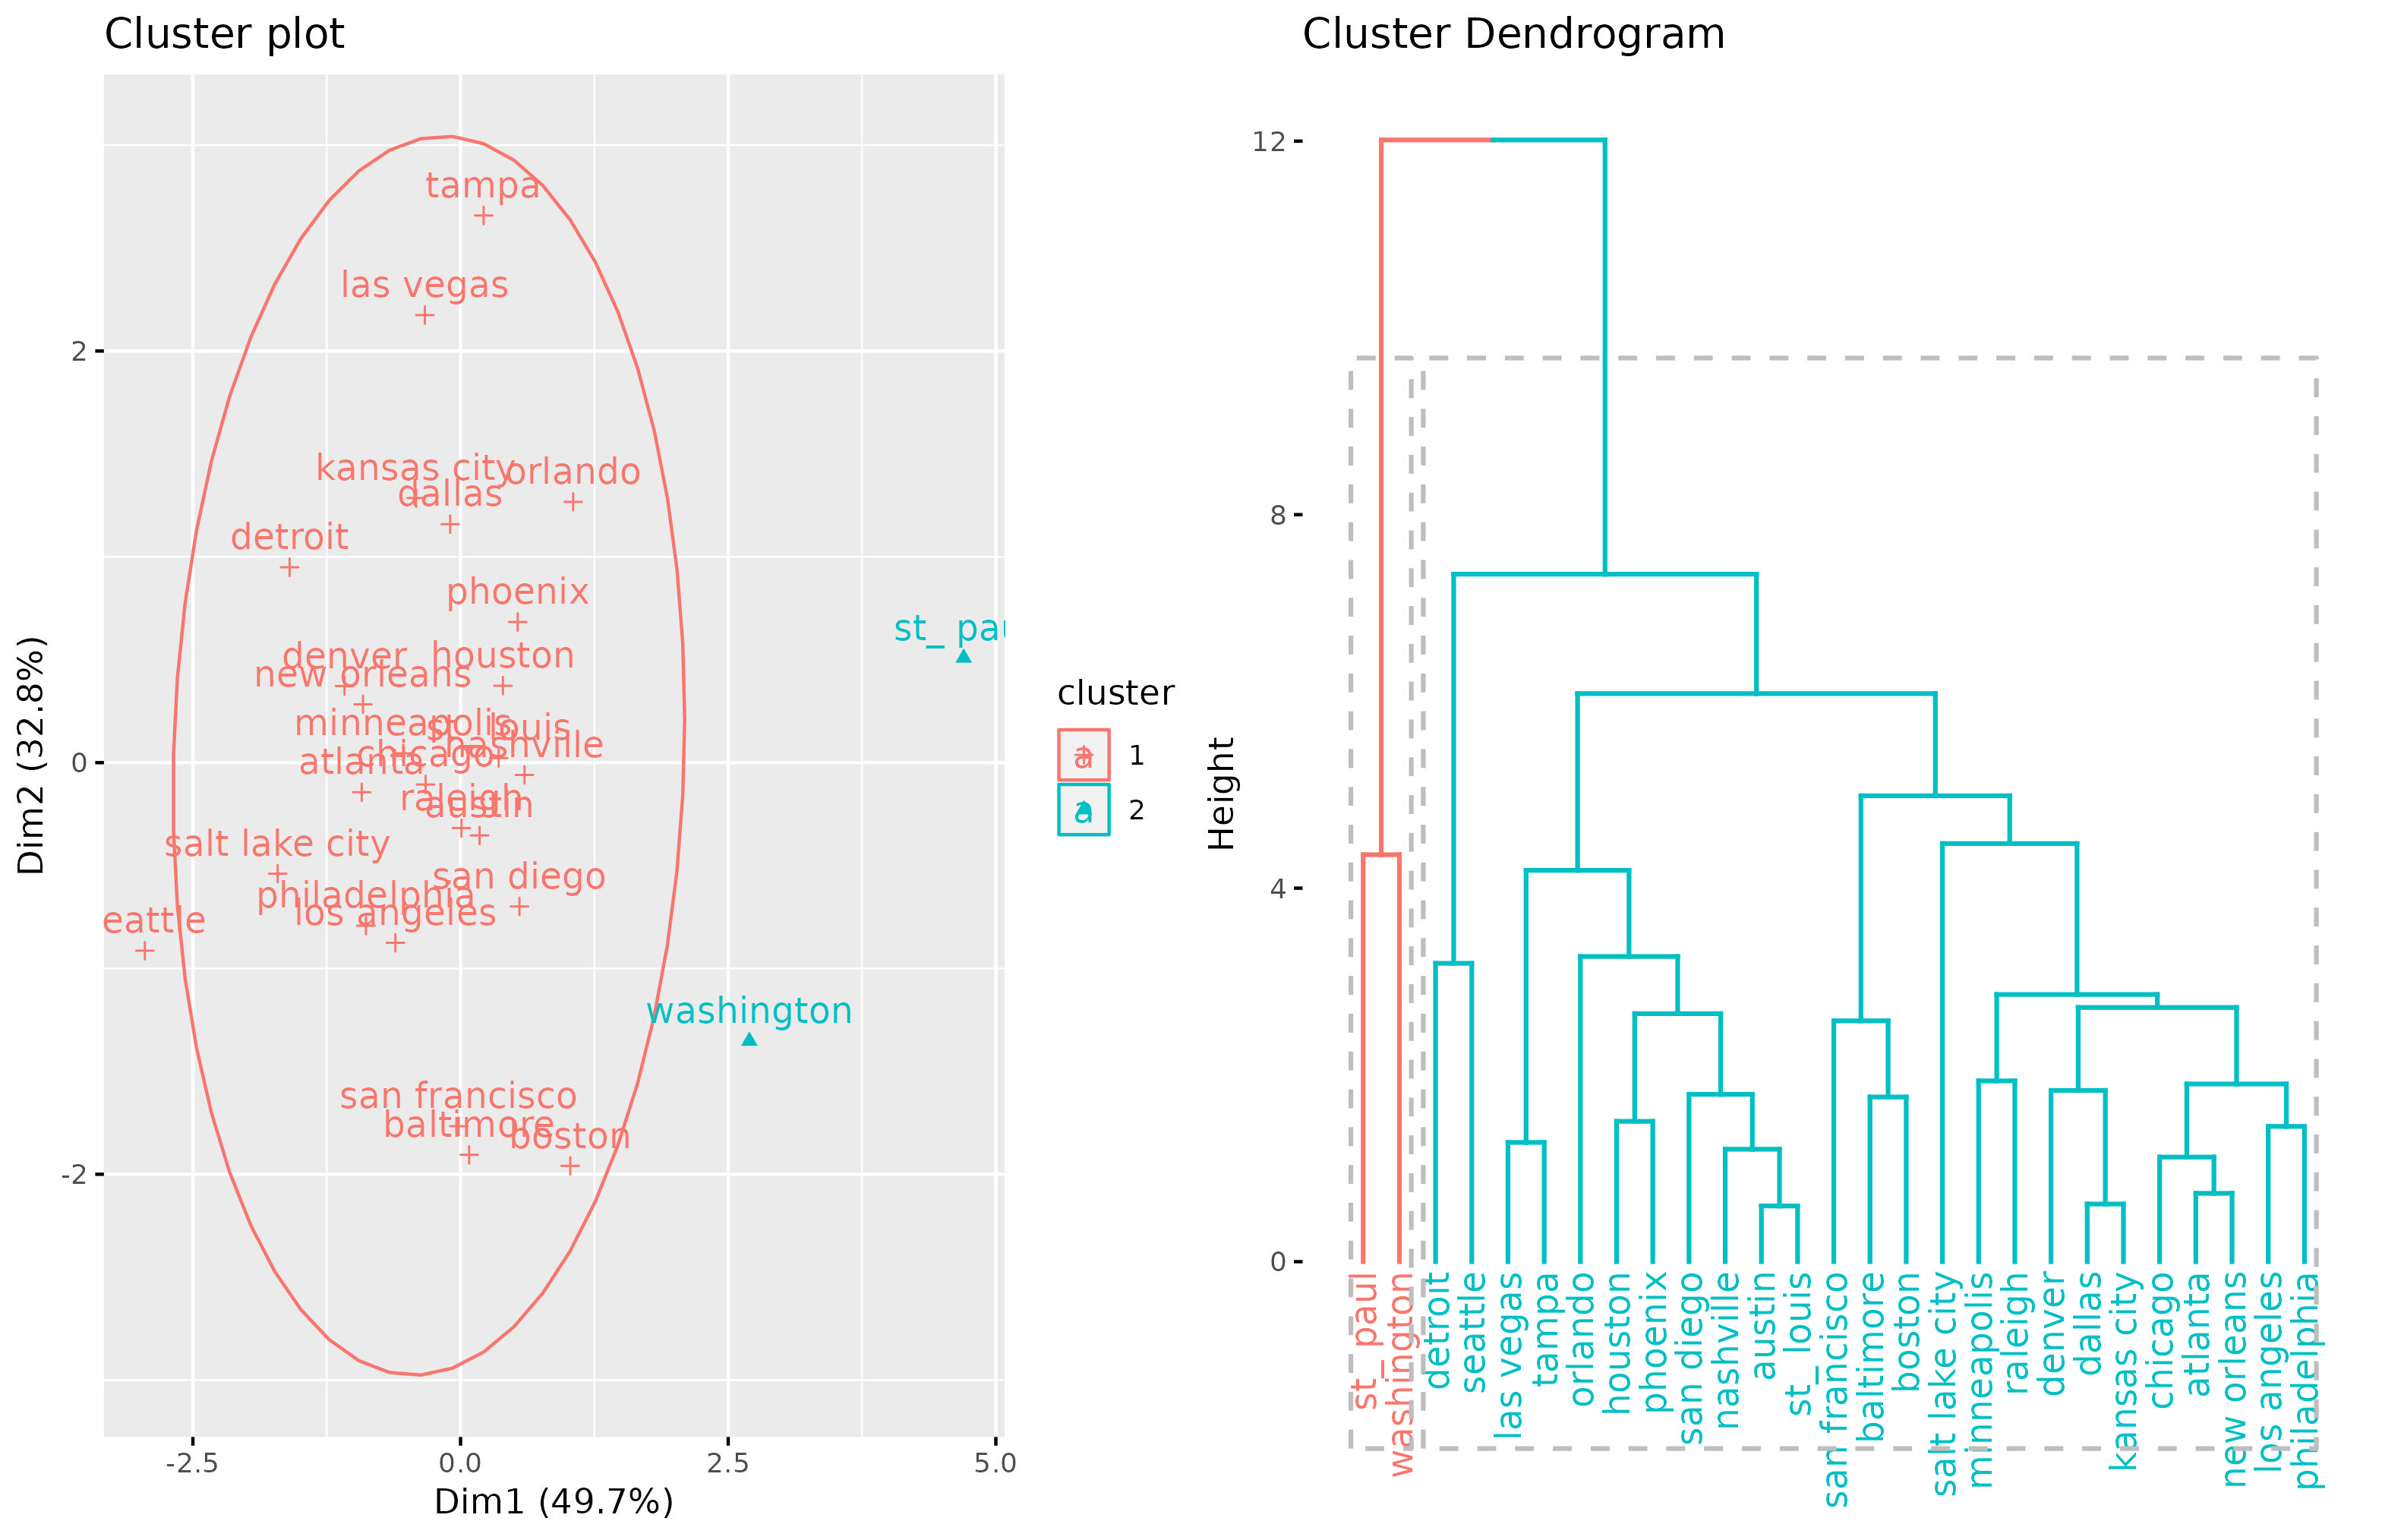 Cluster plot
tampa
las vegas
kansas city
orlando
dallas
detroit
phoenix
st_ pau
denver
houston
new orleans
minneapolis
st_ louis
nashville
chicago
atlanta
raleigh
austin
salt lake city
san diego
philadelphia
los angeles
eattle
washington
san francisco
baltimore
boston
2
0
-2
-2.5
0.0
2.5
5.0
Dim1 (49.7%)
Dim2 (32.8%)
cluster
a 1
a 2
Cluster Dendrogram
12
8
4
0
Height
st_ paul
washington
detroit
seattle
las vegas
tampa
orlando
houston
phoenix
san diego
nashville
austin
st_ louis
san francisco
baltimore
boston
salt lake city
minneapolis
raleigh
denver
dallas
kansas city
chicago
atlanta
new orleans
los angeles
philadelphia